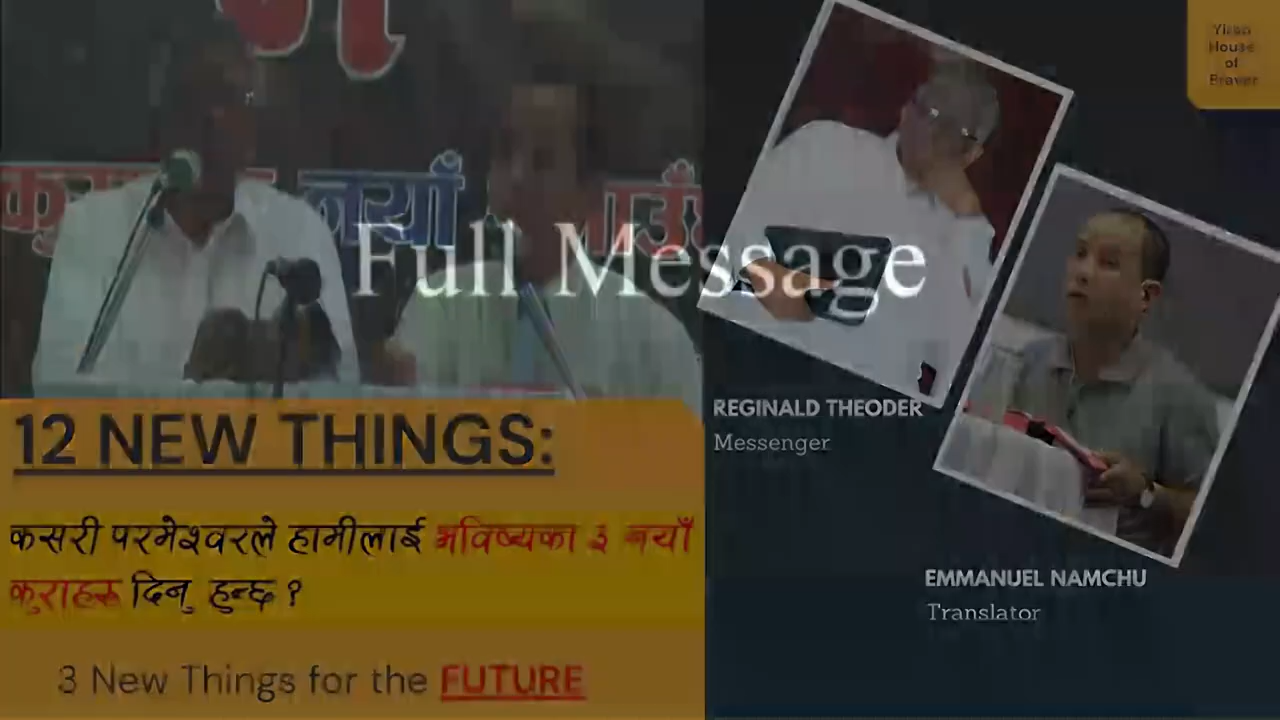 नयाँ
Full Message
12 NEW THINGS:
कसरी परमेश्वरले हामीलाई भविष्यका ३ नयाँ
कुराहरू दिनु हुन्छ ?
3 New Things for the FUTURE
REGINALD THEODER
Messenger
EMMANUEL NAMCHU
Translator
House
of